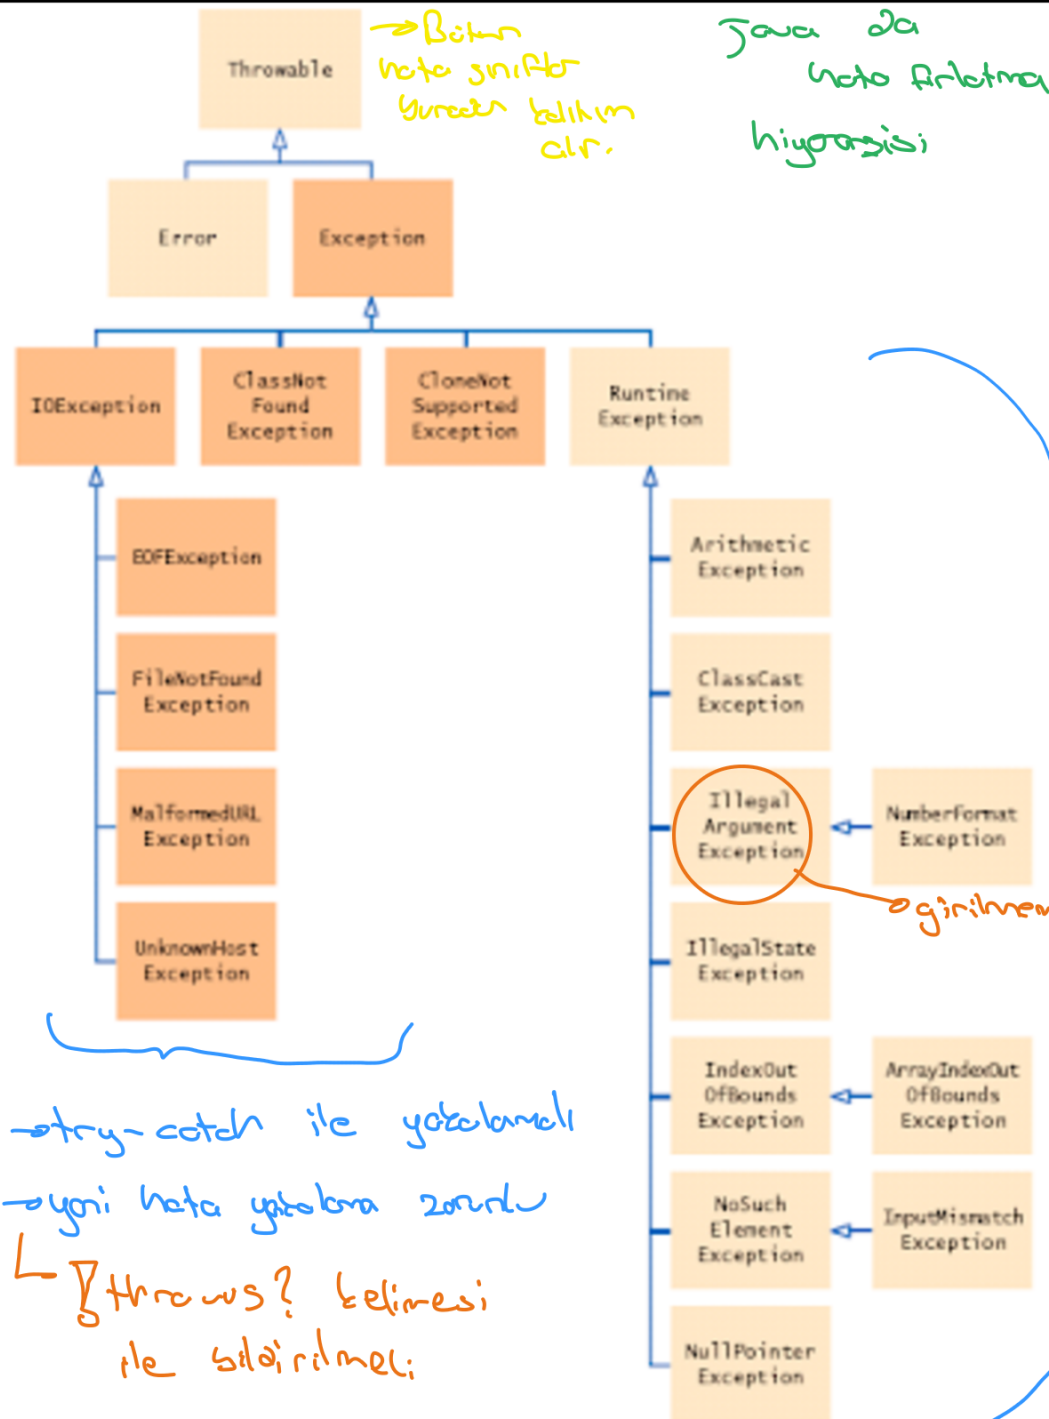 Throwable
→ Bütün
hata sınıflar
buradan kalıtım
alır.
Java da
hata fırlatma
hiyerarşisi
Error
Exception
IOException
ClassNot
Found
Exception
CloneNot
Supported
Exception
Runtime
Exception
EOFException
FileNotFound
Exception
MalformedURL
Exception
UnknownHost
Exception
Arithmetic
Exception
ClassCast
Exception
Illegal
Argument
Exception
NumberFormat
Exception
IllegalState
Exception
IndexOut
OfBounds
Exception
ArrayIndexOut
OfBounds
Exception
NoSuch
Element
Exception
InputMismatch
Exception
NullPointer
Exception
→ try-catch ile yakalamalı
→ yani hata yakalama zorunlu
! throws? kelimesi
ile bildirilmeli